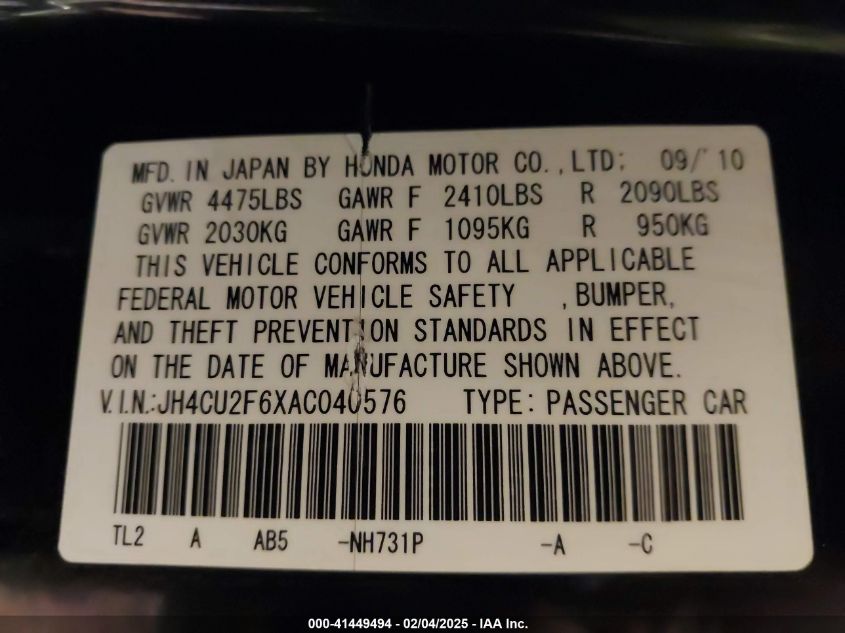 MFD. IN JAPAN BY HONDA MOTOR CO., LTD: 09/ 10
GVWR 4475LBS GAWR F 2410LBS R 2090LBS
GVWR 2030KG GAWR F 1095KG R 950KG
THIS VEHICLE CONFORMS TO ALL APPLICABLE
FEDERAL MOTOR VEHICLE SAFETY , BUMPER,
AND THEFT PREVENTION STANDARDS IN EFFECT
ON THE DATE OF MANUFACTURE SHOWN ABOVE.
V.I.N.:JH4CU2F6XAC040576 TYPE: PASSENGER CAR
TL2 A AB5 -NH731P -A -C
000-41449494 - 02/04/2025 - IAA Inc.